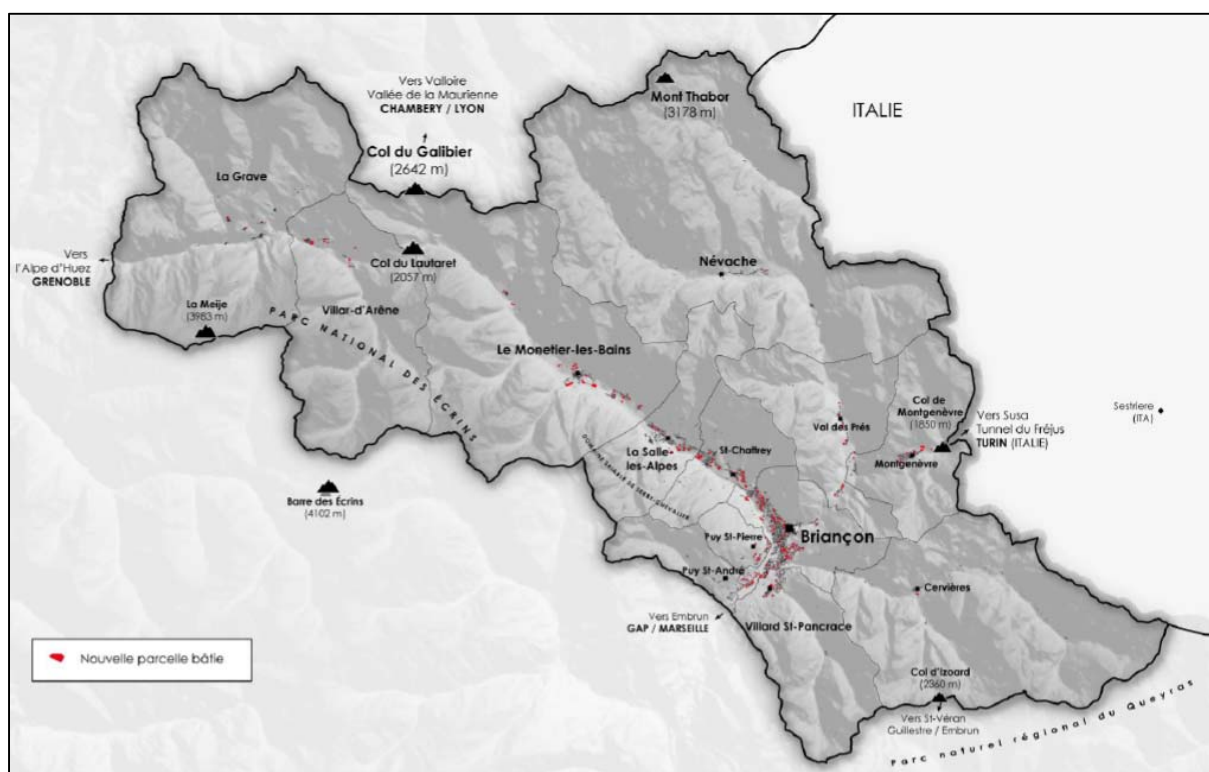 Vers Valloire
Vallée de la Maurienne
CHAMBERY / LYON
Col du Galibier
(2642 m)
Mont Thabor
(3178 m)
ITALIE
La Grave
Vers
l'Alpe d'Huez
GRENOBLE
Col du Lautaret
(2057 m)
Névache
La Meije
(3983 m)
Villar-d'Arêne
PARC NATIONAL DES ÉCRINS
Le Monetier-les-Bains
Col de
Montgenèvre
(1850 m)
Vers Susa
Tunnel du Fréjus
TURIN (ITALIE)
Sestriere
(ITA)
Val des Prés
Montgenèvre
La Salle-
les-Alpes
St-Chaffrey
DOMAINE SKIABLE DE SERRE-CHEVALIER
Barre des Écrins
(4102 m)
Briançon
Puy St-Pierre
Puy St-André
Cervières
Vers Embrun
GAP / MARSEILLE
Villard St-Pancrace
Nouvelle parcelle bâtie
Col d'Izoard
(2360 m)
Vers St-Véran
Guillestre / Embrun
Parc naturel régional du Queyras